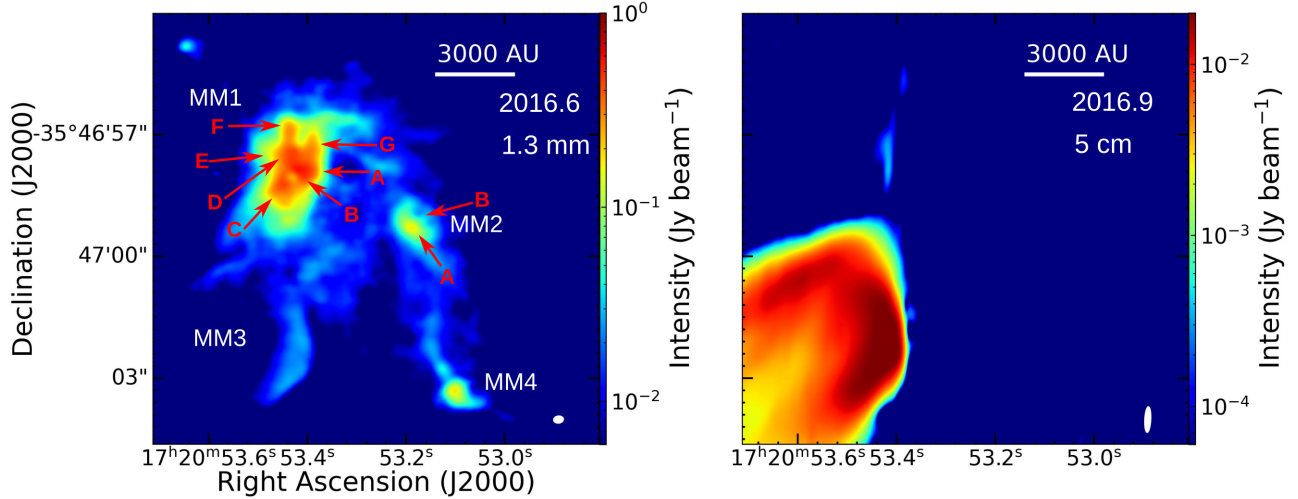 3000 AU
2016.6
1.3 mm
MM1
F
G
E
A
D
B
C
B
MM2
A
MM3
MM4
-35°46'57"
47'00"
03"
Declination (J2000)
17ʰ20ᵐ53.6ˢ 53.4ˢ 53.2ˢ 53.0ˢ
Right Ascension (J2000)
10⁰
10⁻¹
10⁻²
Intensity (Jy beam⁻¹)
3000 AU
2016.9
5 cm
17ʰ20ᵐ53.6ˢ 53.4ˢ 53.2ˢ 53.0ˢ
10⁻²
10⁻³
10⁻⁴
Intensity (Jy beam⁻¹)